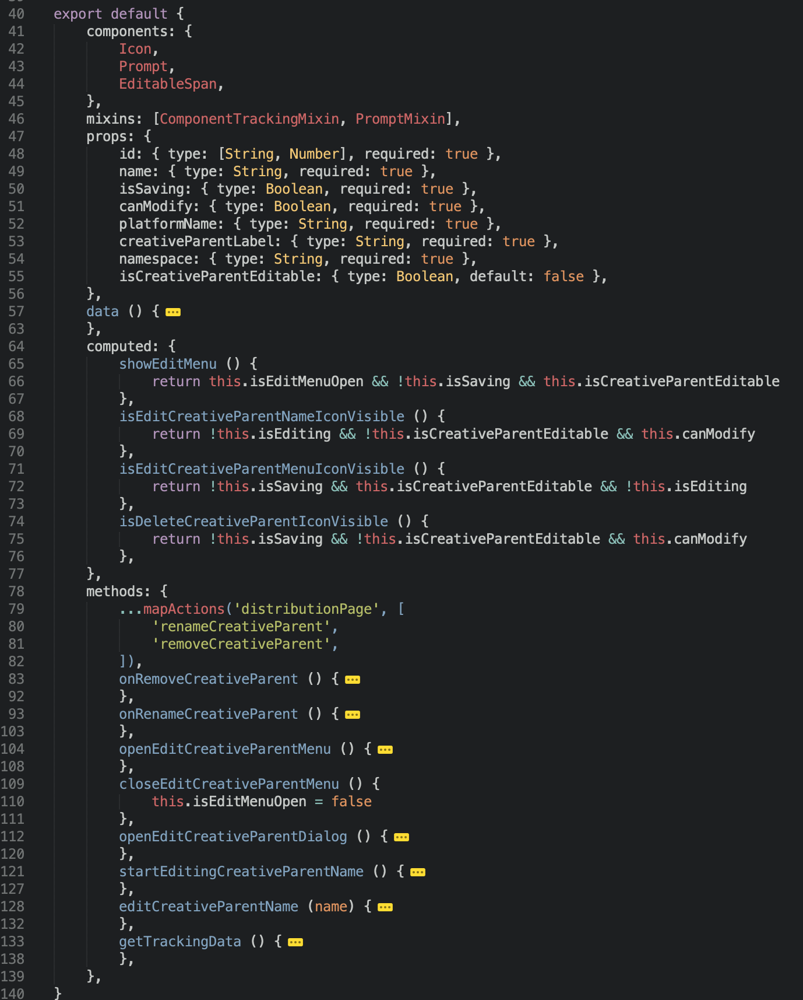 40 export default {
41 components: {
42 Icon,
43 Prompt,
44 EditableSpan,
45 },
46 mixins: [ComponentTrackingMixin, PromptMixin],
47 props: {
48 id: { type: [String, Number], required: true },
49 name: { type: String, required: true },
50 isSaving: { type: Boolean, required: true },
51 canModify: { type: Boolean, required: true },
52 platformName: { type: String, required: true },
53 creativeParentLabel: { type: String, required: true },
54 namespace: { type: String, required: true },
55 isCreativeParentEditable: { type: Boolean, default: false },
56 },
57 data () { ...
63 },
64 computed: {
65 showEditMenu () {
66 return this.isEditMenuOpen && !this.isSaving && this.isCreativeParentEditable
67 },
68 isEditCreativeParentNameIconVisible () {
69 return !this.isEditing && !this.isCreativeParentEditable && this.canModify
70 },
71 isEditCreativeParentMenuIconVisible () {
72 return !this.isSaving && this.isCreativeParentEditable && !this.isEditing
73 },
74 isDeleteCreativeParentIconVisible () {
75 return !this.isSaving && !this.isCreativeParentEditable && this.canModify
76 },
77 },
78 methods: {
79 ...mapActions('distributionPage', [
80 'renameCreativeParent',
81 'removeCreativeParent',
82 ]),
83 onRemoveCreativeParent () { ...
92 },
93 onRenameCreativeParent () { ...
103 },
104 openEditCreativeParentMenu () { ...
108 },
109 closeEditCreativeParentMenu () {
110 this.isEditMenuOpen = false
111 },
112 openEditCreativeParentDialog () { ...
120 },
121 startEditingCreativeParentName () { ...
127 },
128 editCreativeParentName (name) { ...
132 },
133 getTrackingData () { ...
138 },
139 },
140 }